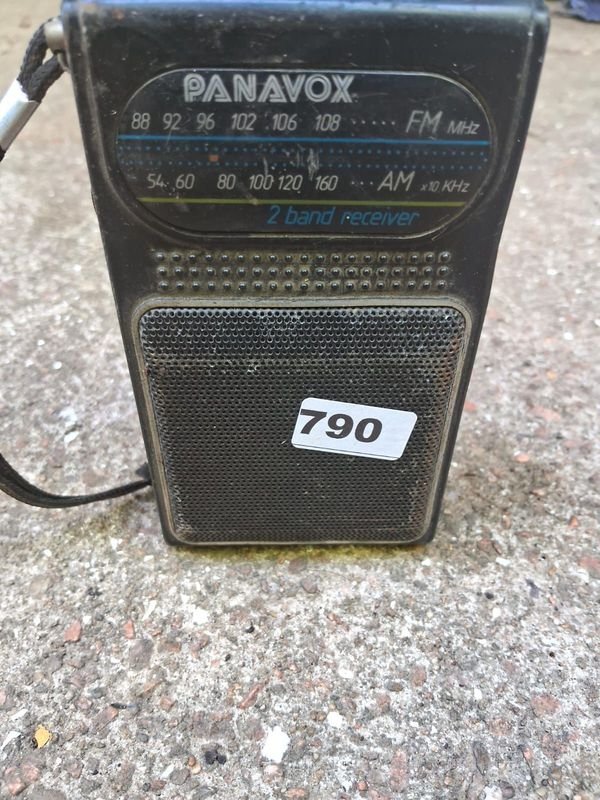 PANAVOX
88 92 96 102 106 108 ····· FM MHz
54 60 80 100 120 160 ··· AM x10 KHz
2 band receiver
790